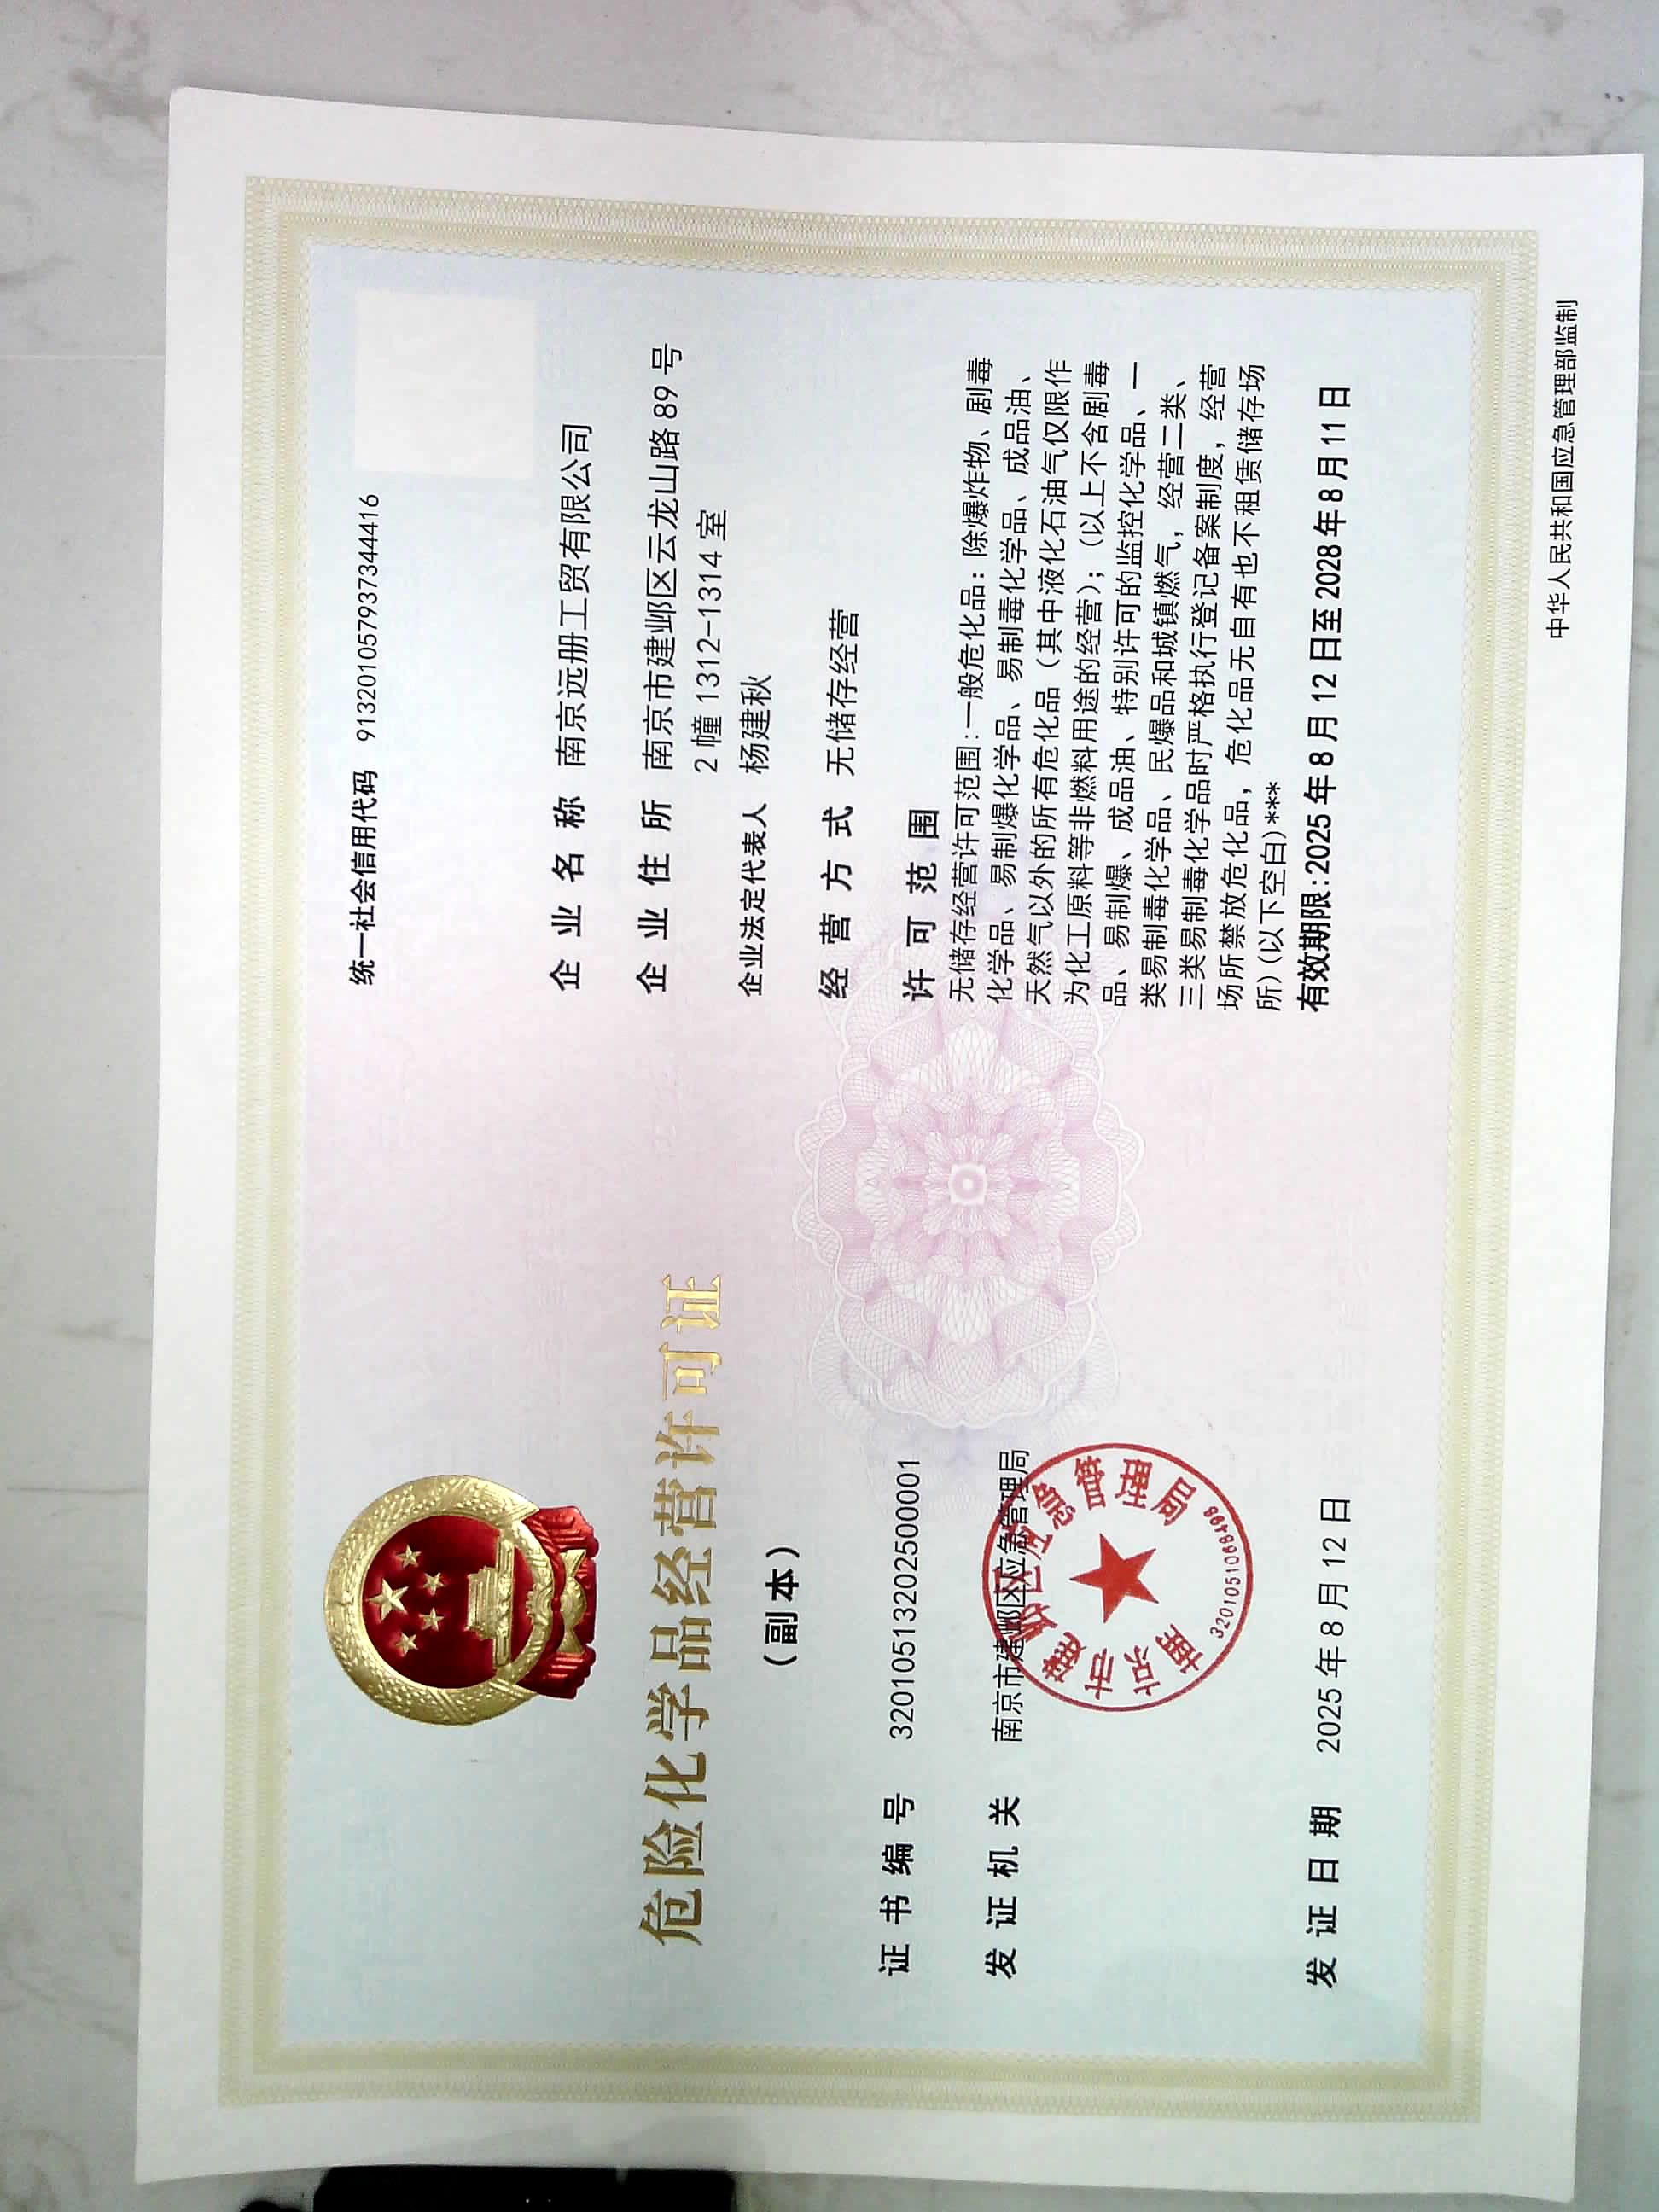 危险化学品经营许可证
（副本）
证书编号 3201051320250​0001
发证机关 南京市建邺区应急管理局
南京市建邺区应急管理局
3201051068498
发证日期 2025年8月12日
统一社会信用代码 913201057937344416
企业名称 南京远册工贸有限公司
企业住所 南京市建邺区云龙山路89号
2幢1312-1314室
企业法定代表人 杨建秋
经营方式 无储存经营
许可范围
无储存经营许可范围:一般危化品：除爆炸物、剧毒
化学品、易制爆化学品、易制毒化学品、成品油、
天然气以外的所有危化品（其中液化石油气仅限作
为化工原料等非燃料用途的经营）；（以上不含剧毒
品、易制爆、成品油、特别许可的监控化学品、一
类易制毒化学品、民爆品和城镇燃气，经营二类、
三类易制毒化学品时严格执行登记备案制度，经营
场所禁放危化品，危化品无自有也不租赁储存场
所）(以下空白)***
有效期限:2025年8月12日至2028年8月11日
中华人民共和国应急管理部监制